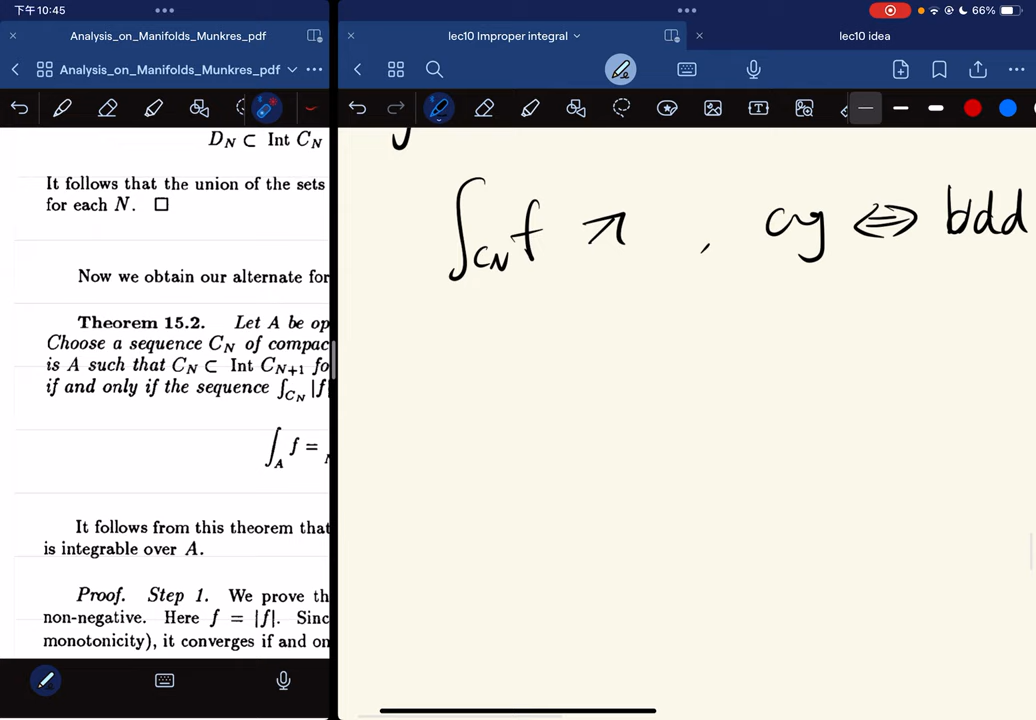 下午10:45
66%
Analysis_on_Manifolds_Munkres_pdf
lec10 Improper integral
lec10 idea
Analysis_on_Manifolds_Munkres_pdf
D_N ⊂ Int C_N
It follows that the union of the sets
for each N. □
Now we obtain our alternate for
Theorem 15.2. Let A be op
Choose a sequence C_N of compac
is A such that C_N ⊂ Int C_{N+1} fo
if and only if the sequence ∫_{C_N} |f|
∫_A f =
It follows from this theorem that
is integrable over A.
Proof. Step 1. We prove th
non-negative. Here f = |f|. Sinc
monotonicity), it converges if and on
∫_{C_N} f ↗ , cvg ⇔ bdd